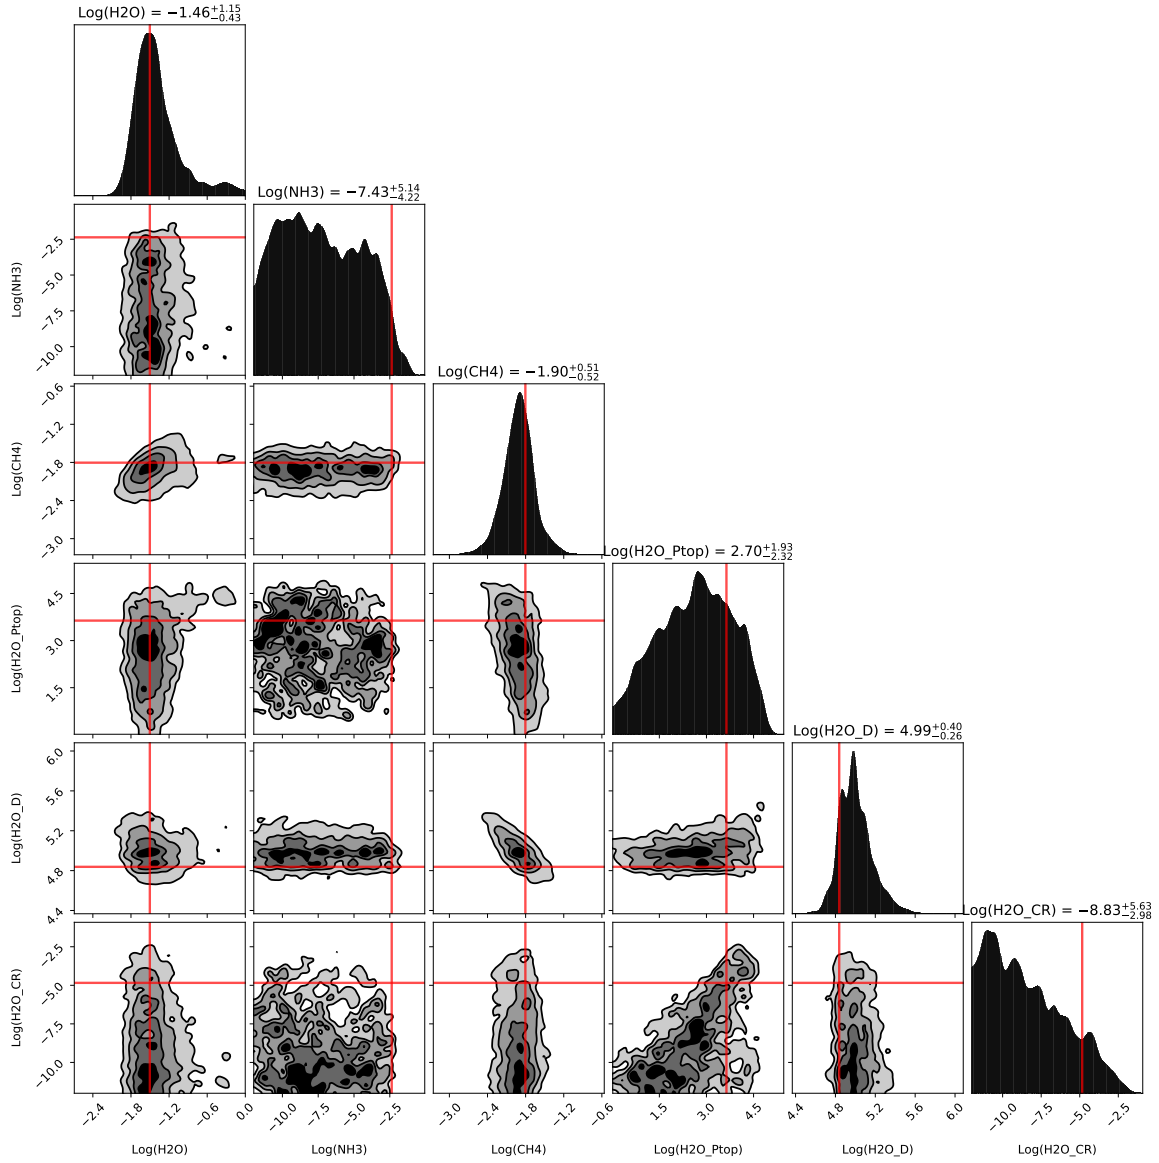 Log(H2O) = −1.46+1.15−0.43
Log(NH3) = −7.43+5.14−4.22
Log(NH3)
−2.5
−5.0
−7.5
−10.0
Log(CH4) = −1.90+0.51−0.52
Log(CH4)
−0.6
−1.2
−1.8
−2.4
−3.0
Log(H2O_Ptop) = 2.70+1.93−2.32
Log(H2O_Ptop)
4.5
3.0
1.5
Log(H2O_D) = 4.99+0.40−0.26
Log(H2O_D)
6.0
5.6
5.2
4.8
4.4
Log(H2O_CR) = −8.83+5.63−2.98
Log(H2O_CR)
−2.5
−5.0
−7.5
−10.0
−2.4 −1.8 −1.2 −0.6 0.0 −10.0 −7.5 −5.0 −2.5 −3.0 −2.4 −1.8 −1.2 −0.6 1.5 3.0 4.5 4.4 4.8 5.2 5.6 6.0 −10.0 −7.5 −5.0 −2.5
Log(H2O) Log(NH3) Log(CH4) Log(H2O_Ptop) Log(H2O_D) Log(H2O_CR)